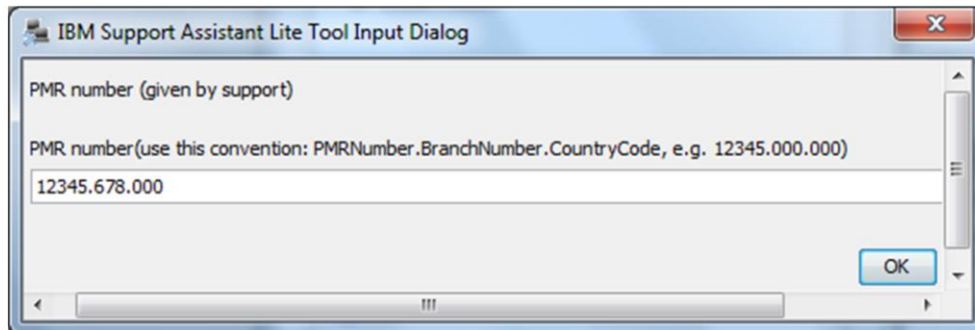 IBM Support Assistant Lite Tool Input Dialog
PMR number (given by support)
PMR number(use this convention: PMRNumber.BranchNumber.CountryCode, e.g. 12345.000.000)
12345.678.000
OK